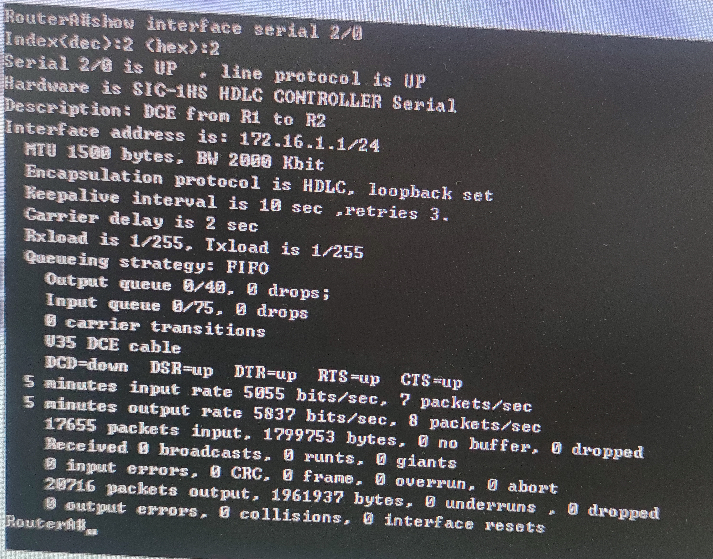 RouterA#show interface serial 2/0
Index(dec):2 (hex):2
Serial 2/0 is UP  , line protocol is UP
Hardware is SIC-1HS HDLC CONTROLLER Serial
Description: DCE from R1 to R2
Interface address is: 172.16.1.1/24
  MTU 1500 bytes, BW 2000 Kbit
  Encapsulation protocol is HDLC, loopback set
  Keepalive interval is 10 sec ,retries 3.
  Carrier delay is 2 sec
  Rxload is 1/255, Txload is 1/255
  Queueing strategy: FIFO
    Output queue 0/40, 0 drops;
    Input queue 0/75, 0 drops
    0 carrier transitions
    V35 DCE cable
    DCD=down  DSR=up  DTR=up  RTS=up  CTS=up
  5 minutes input rate 5055 bits/sec, 7 packets/sec
  5 minutes output rate 5837 bits/sec, 8 packets/sec
    17655 packets input, 1799753 bytes, 0 no buffer, 0 dropped
    Received 0 broadcasts, 0 runts, 0 giants
    0 input errors, 0 CRC, 0 frame, 0 overrun, 0 abort
    20716 packets output, 1961937 bytes, 0 underruns , 0 dropped
    0 output errors, 0 collisions, 0 interface resets
RouterA#_